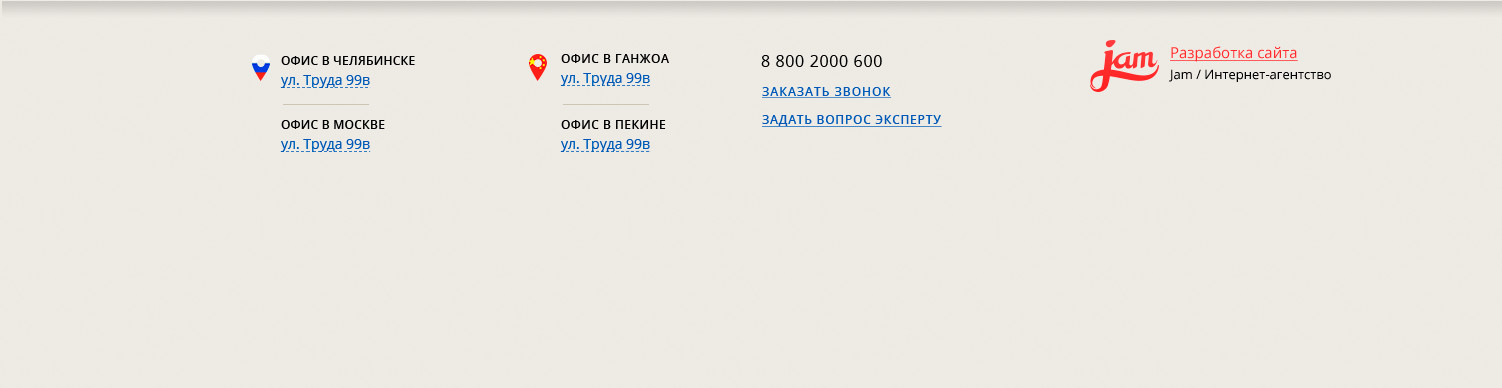 ОФИС В ЧЕЛЯБИНСКЕ
ул. Труда 99в
ОФИС В МОСКВЕ
ул. Труда 99в
ОФИС В ГАНЖОА
ул. Труда 99в
ОФИС В ПЕКИНЕ
ул. Труда 99в
8 800 2000 600
ЗАКАЗАТЬ ЗВОНОК
ЗАДАТЬ ВОПРОС ЭКСПЕРТУ
jam
Разработка сайта
Jam / Интернет-агентство